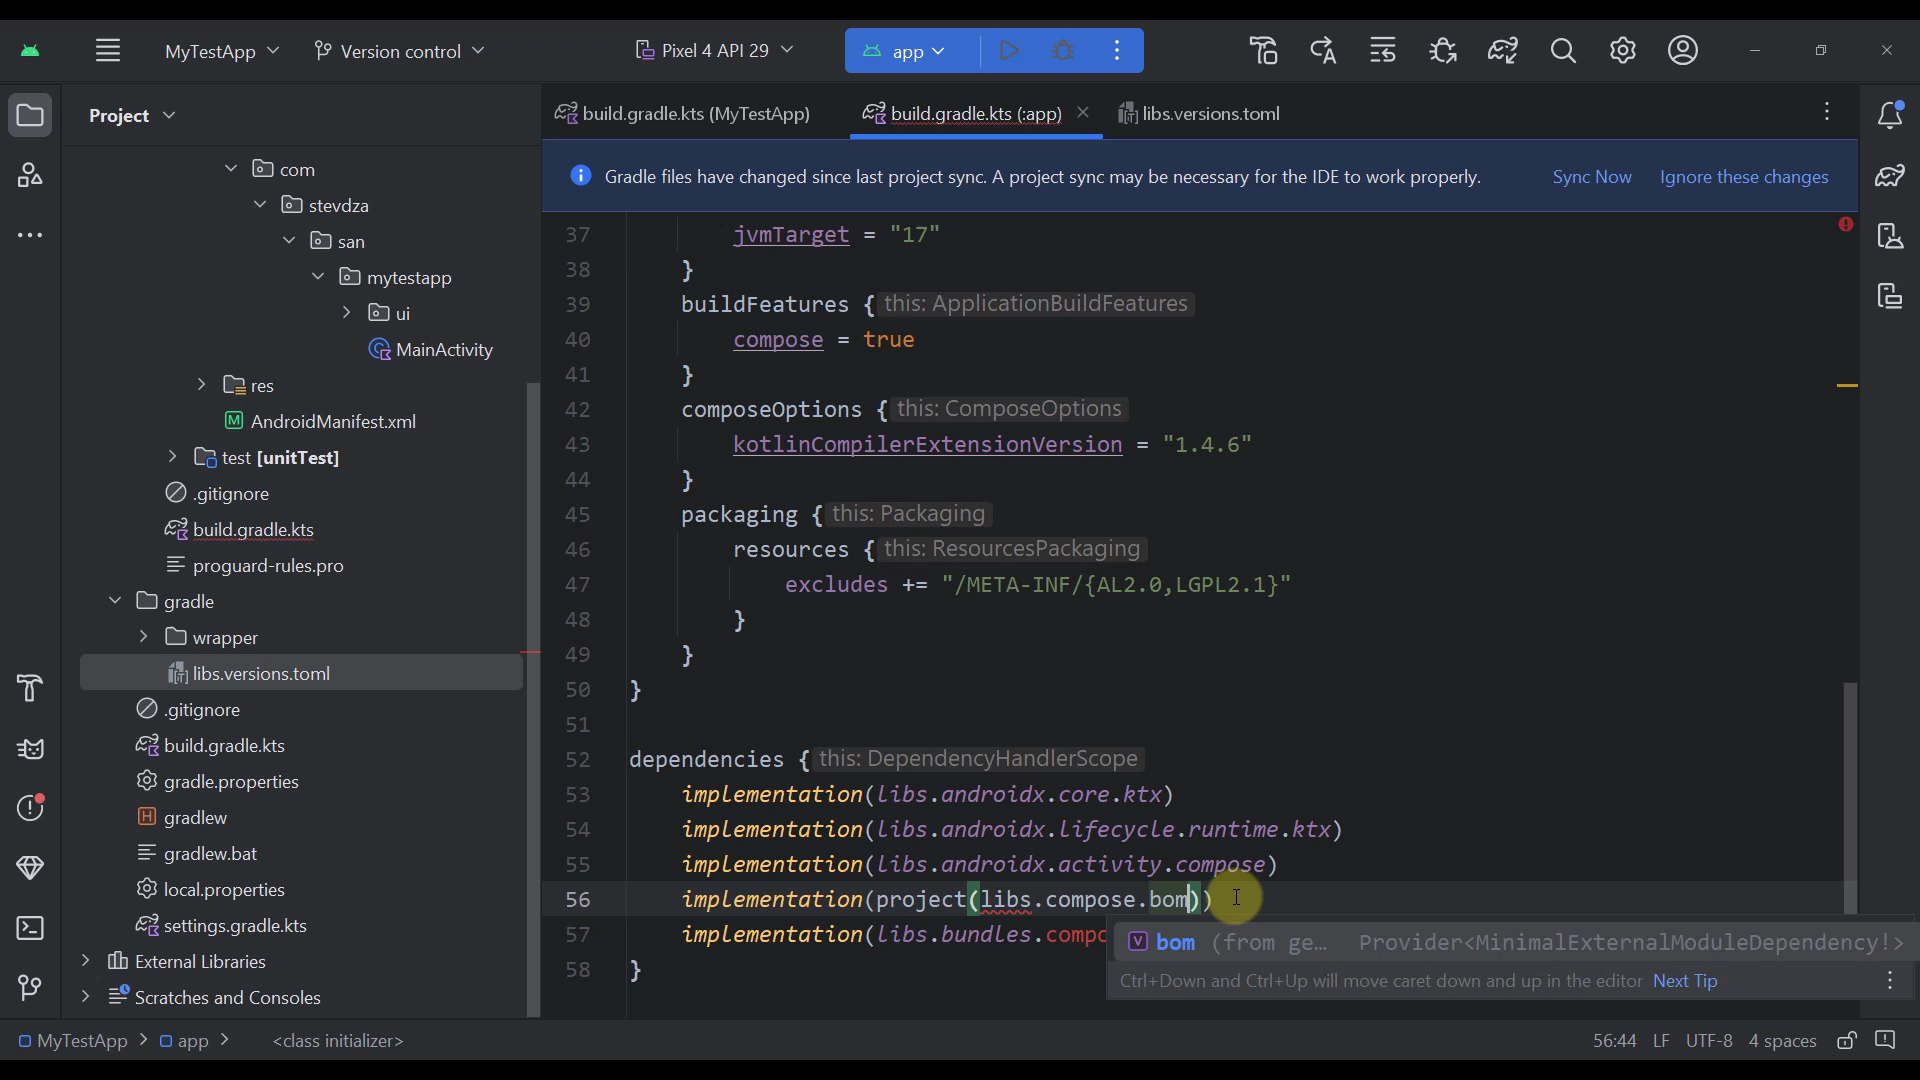 MyTestApp
Version control
Pixel 4 API 29
app
Project
build.gradle.kts (MyTestApp)
build.gradle.kts (:app)
libs.versions.toml
Gradle files have changed since last project sync. A project sync may be necessary for the IDE to work properly.
Sync Now
Ignore these changes
com
stevdza
san
mytestapp
ui
MainActivity
res
AndroidManifest.xml
test [unitTest]
.gitignore
build.gradle.kts
proguard-rules.pro
gradle
wrapper
libs.versions.toml
.gitignore
build.gradle.kts
gradle.properties
gradlew
gradlew.bat
local.properties
settings.gradle.kts
External Libraries
Scratches and Consoles
37 jvmTarget = "17"
38 }
39 buildFeatures { this: ApplicationBuildFeatures
40 compose = true
41 }
42 composeOptions { this: ComposeOptions
43 kotlinCompilerExtensionVersion = "1.4.6"
44 }
45 packaging { this: Packaging
46 resources { this: ResourcesPackaging
47 excludes += "/META-INF/{AL2.0,LGPL2.1}"
48 }
49 }
50 }
51
52 dependencies { this: DependencyHandlerScope
53 implementation(libs.androidx.core.ktx)
54 implementation(libs.androidx.lifecycle.runtime.ktx)
55 implementation(libs.androidx.activity.compose)
56 implementation(project(libs.compose.bom))
57 implementation(libs.bundles.compo
58 }
bom (from ge... Provider<MinimalExternalModuleDependency!>
Ctrl+Down and Ctrl+Up will move caret down and up in the editor Next Tip
MyTestApp > app > <class initializer>
56:44 LF UTF-8 4 spaces